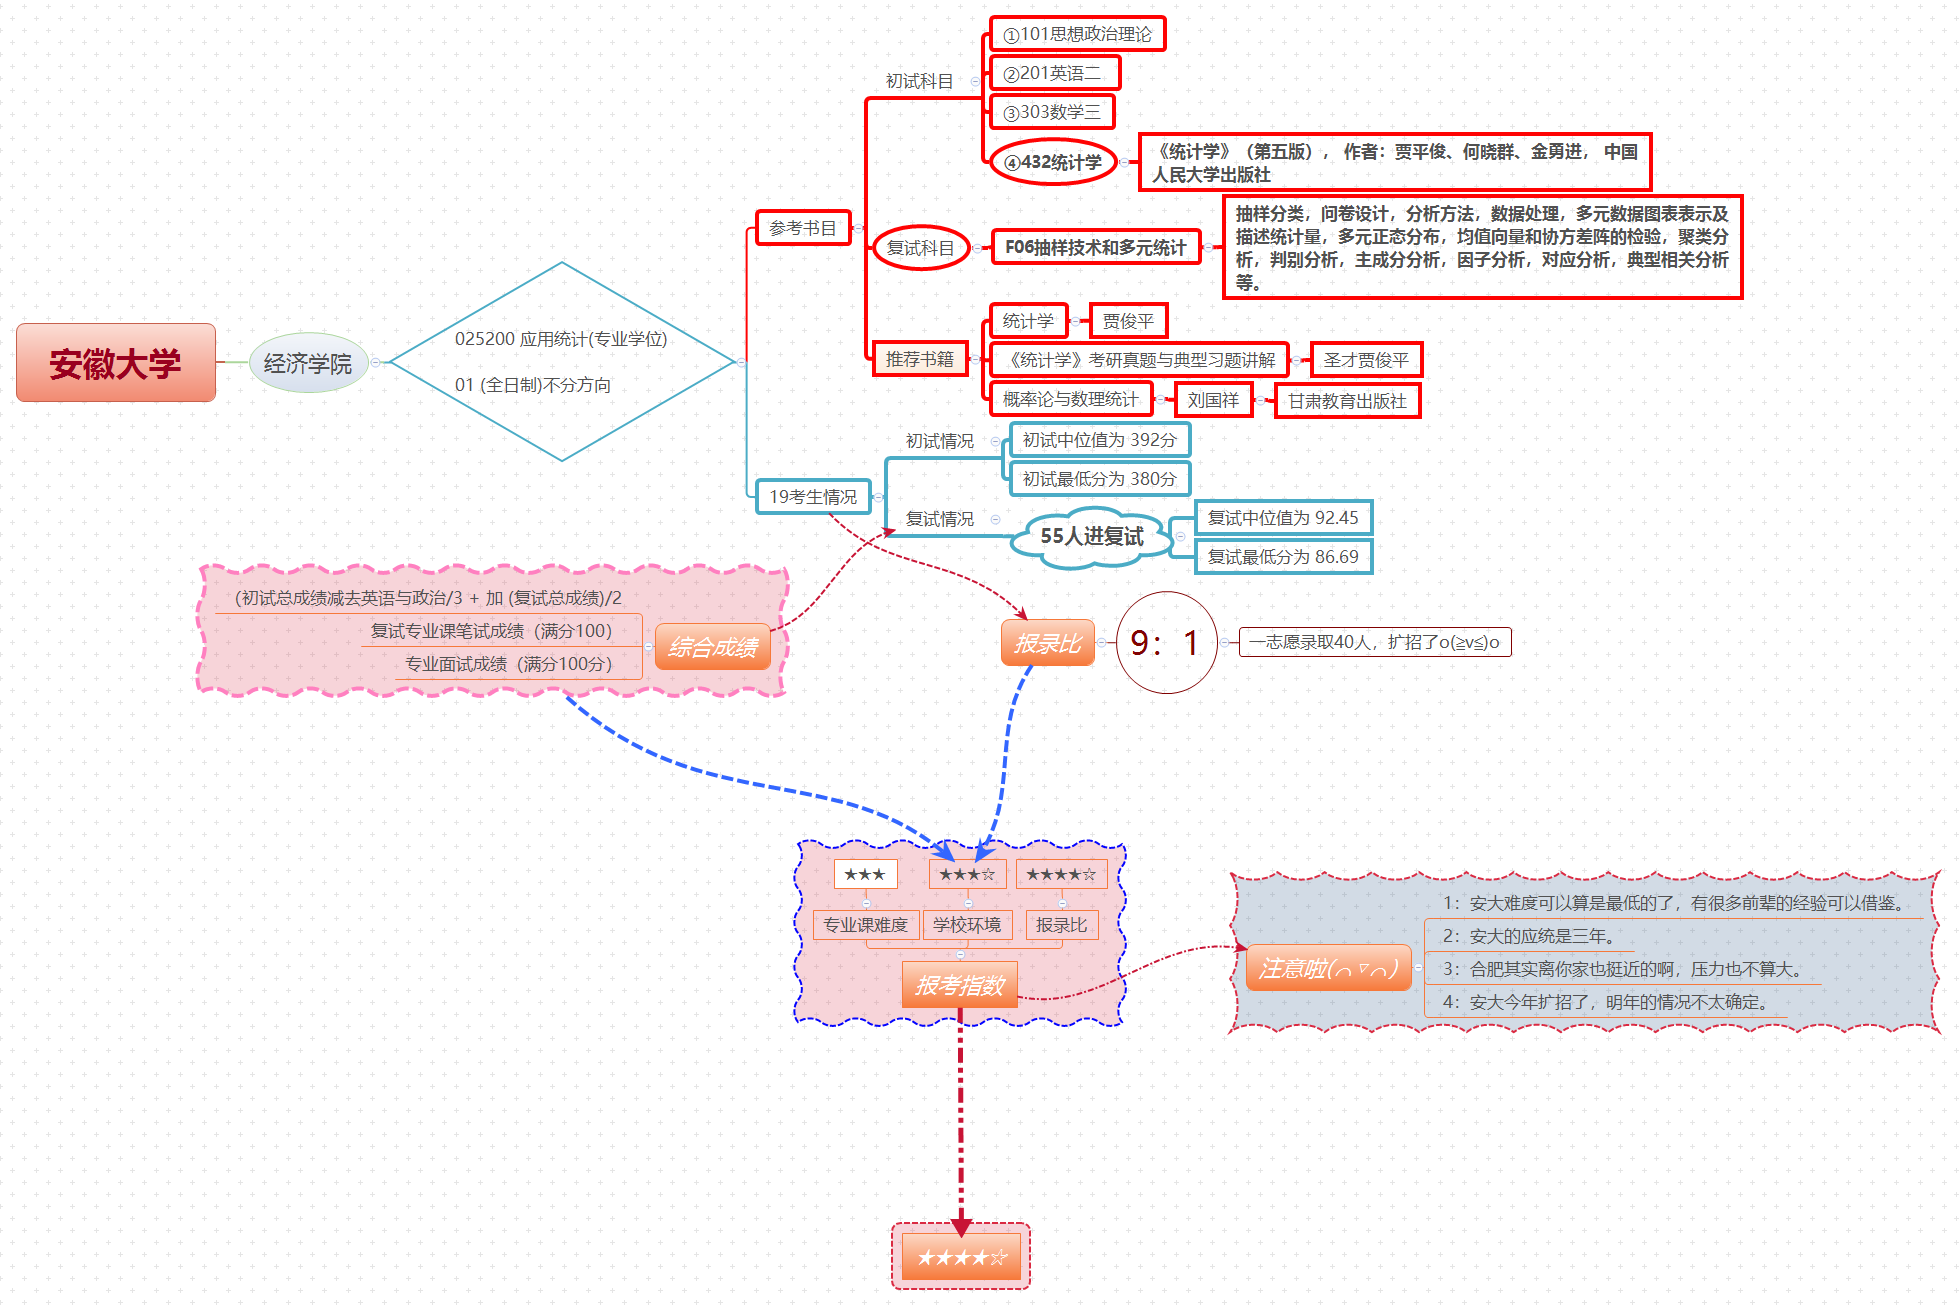 安徽大学
经济学院
025200 应用统计(专业学位)
01 (全日制)不分方向
参考书目
初试科目
①101思想政治理论
②201英语二
③303数学三
④432统计学
《统计学》（第五版）， 作者：贾平俊、何晓群、金勇进， 中国
人民大学出版社
复试科目
F06抽样技术和多元统计
抽样分类，问卷设计，分析方法，数据处理，多元数据图表表示及
描述统计量，多元正态分布，均值向量和协方差阵的检验，聚类分
析，判别分析，主成分分析，因子分析，对应分析，典型相关分析
等。
推荐书籍
统计学
贾俊平
《统计学》考研真题与典型习题讲解
圣才贾俊平
概率论与数理统计
刘国祥
甘肃教育出版社
19考生情况
初试情况
初试中位值为 392分
初试最低分为 380分
复试情况
55人进复试
复试中位值为 92.45
复试最低分为 86.69
（初试总成绩减去英语与政治/3 + 加 (复试总成绩)/2
复试专业课笔试成绩（满分100）
专业面试成绩（满分100分）
综合成绩
报录比
9：1
一志愿录取40人，扩招了o(≧v≦)o
★★★
★★★☆
★★★★☆
专业课难度
学校环境
报录比
报考指数
注意啦(⌒▽⌒)
1：安大难度可以算是最低的了，有很多前辈的经验可以借鉴。
2：安大的应统是三年。
3：合肥其实离你家也挺近的啊，压力也不算大。
4：安大今年扩招了，明年的情况不太确定。
★★★★☆